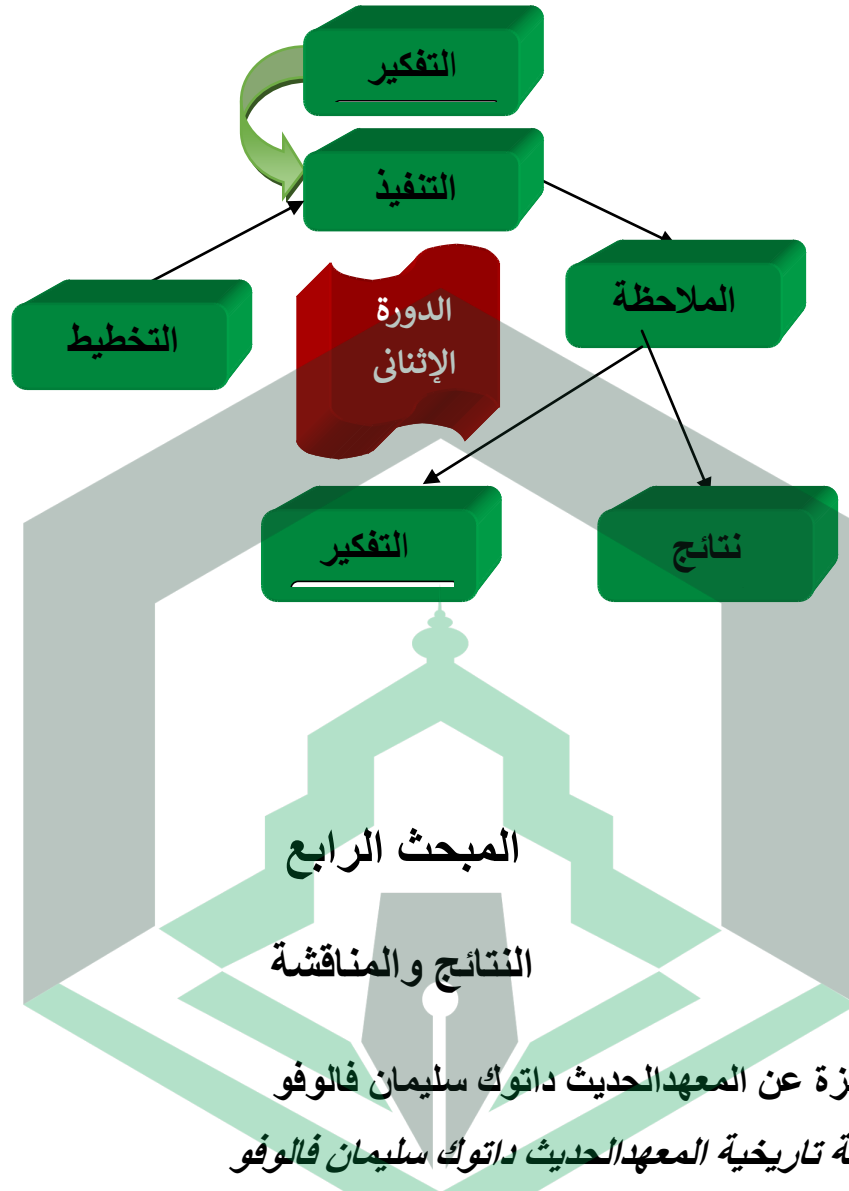 التفكير
التنفيذ
الملاحظة
الدورة
الإثنانى
التخطيط
التفكير
نتائج
المبحث الرابع
النتائج والمناقشة
عن المعهدالحديث داتوك سليمان فالوفو
تاريخية المعهدالحديث داتوك سليمان فالوفو